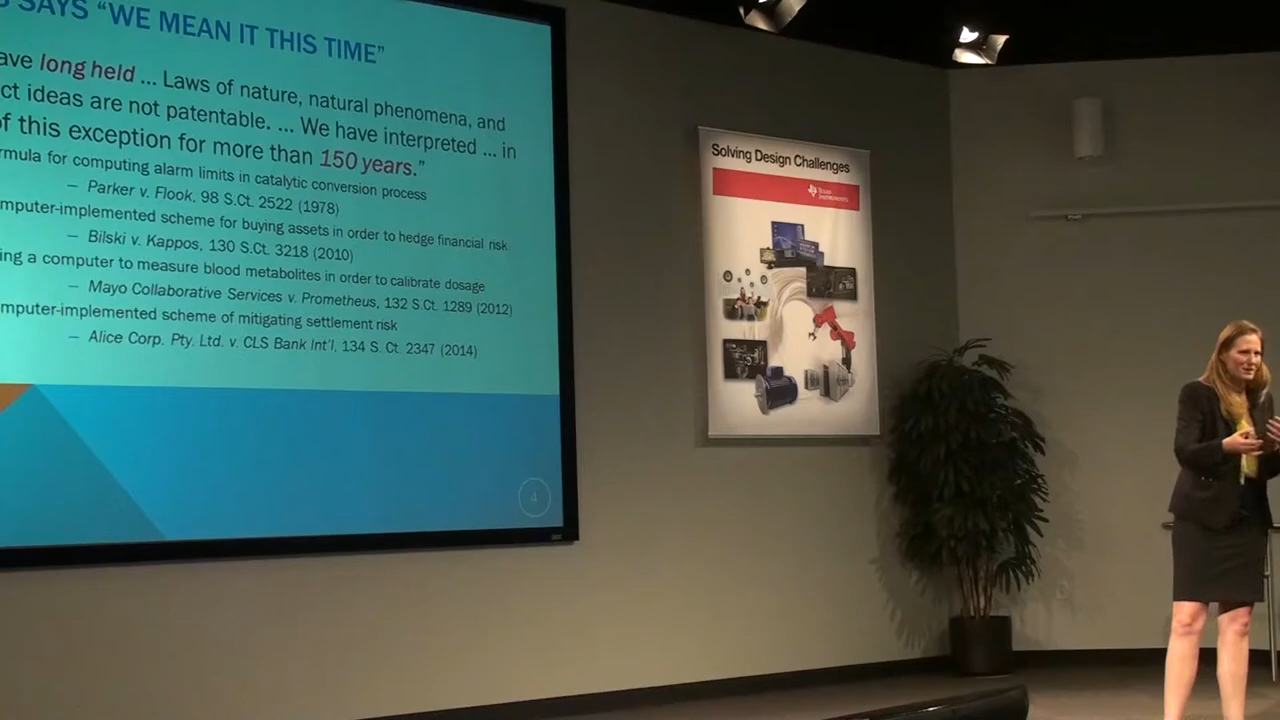 SAYS “WE MEAN IT THIS TIME”
ave long held ... Laws of nature, natural phenomena, and
ct ideas are not patentable. ... We have interpreted ... in
f this exception for more than 150 years.”
rmula for computing alarm limits in catalytic conversion process
– Parker v. Flook, 98 S.Ct. 2522 (1978)
mputer-implemented scheme for buying assets in order to hedge financial risk
– Bilski v. Kappos, 130 S.Ct. 3218 (2010)
ing a computer to measure blood metabolites in order to calibrate dosage
– Mayo Collaborative Services v. Prometheus, 132 S.Ct. 1289 (2012)
mputer-implemented scheme of mitigating settlement risk
– Alice Corp. Pty. Ltd. v. CLS Bank Int’l, 134 S. Ct. 2347 (2014)
4
Solving Design Challenges
Texas
Instruments